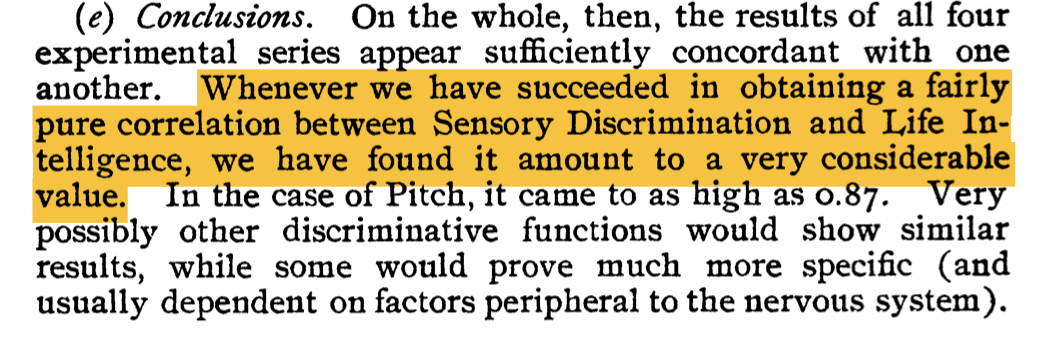 (e) Conclusions. On the whole, then, the results of all four
experimental series appear sufficiently concordant with one
another. Whenever we have succeeded in obtaining a fairly
pure correlation between Sensory Discrimination and Life In-
telligence, we have found it amount to a very considerable
value. In the case of Pitch, it came to as high as 0.87. Very
possibly other discriminative functions would show similar
results, while some would prove much more specific (and
usually dependent on factors peripheral to the nervous system).